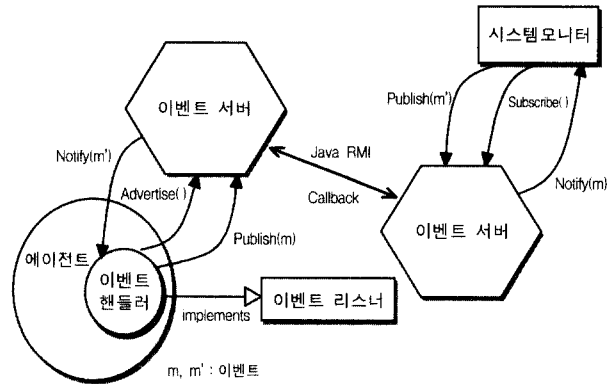 시스템모니터
이벤트 서버
Publish(m')
Subscribe( )
Notify(m')
Java RMI
Advertise( )
Callback
Notify(m)
이벤트 서버
Publish(m)
에이전트
이벤트
핸들러
implements
이벤트 리스너
m, m' : 이벤트